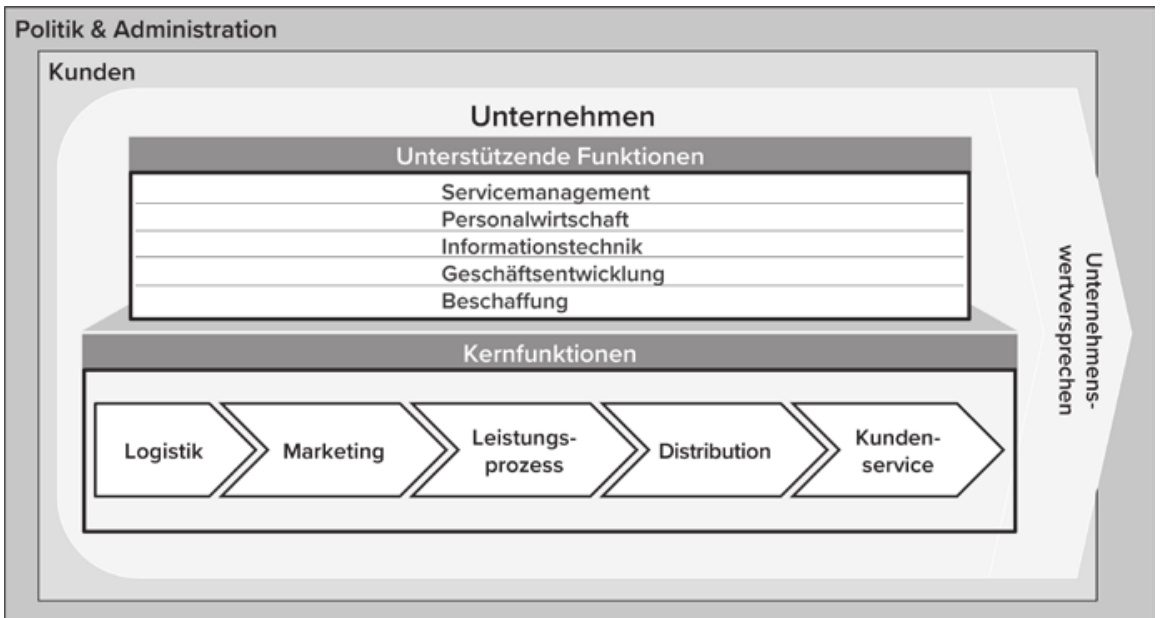 Politik & Administration
Kunden
Unternehmen
Unterstützende Funktionen
Servicemanagement
Personalwirtschaft
Informationstechnik
Geschäftsentwicklung
Beschaffung
Kernfunktionen
Logistik
Marketing
Leistungs-
prozess
Distribution
Kunden-
service
Unternehmens-
wertversprechen